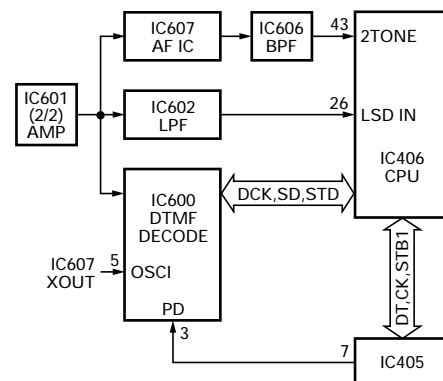 IC607
AF IC
IC606
BPF
43
2TONE
IC601
(2/2)
AMP
IC602
LPF
26
LSD IN
IC406
CPU
IC600
DTMF
DECODE
DCK,SD,STD
IC607
XOUT
5
OSCI
PD
3
DT,CK,STB1
7
IC405